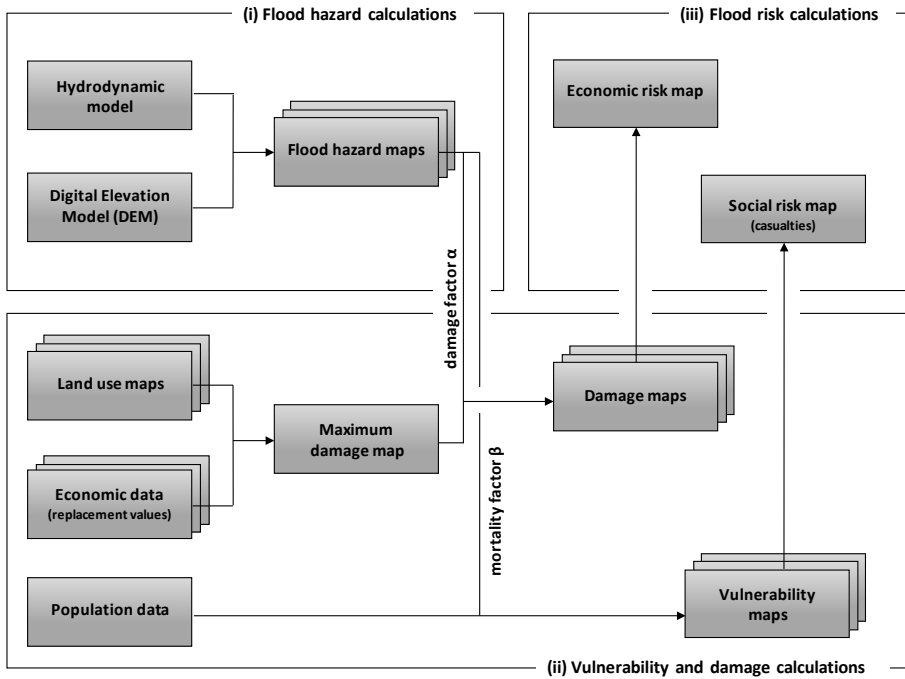 (i) Flood hazard calculations
Hydrodynamic
model
Digital Elevation
Model (DEM)
Flood hazard maps
(iii) Flood risk calculations
Economic risk map
Social risk map
(casualties)
damage factor α
Land use maps
Economic data
(replacement values)
Maximum
damage map
Damage maps
mortality factor β
Population data
Vulnerability
maps
(ii) Vulnerability and damage calculations